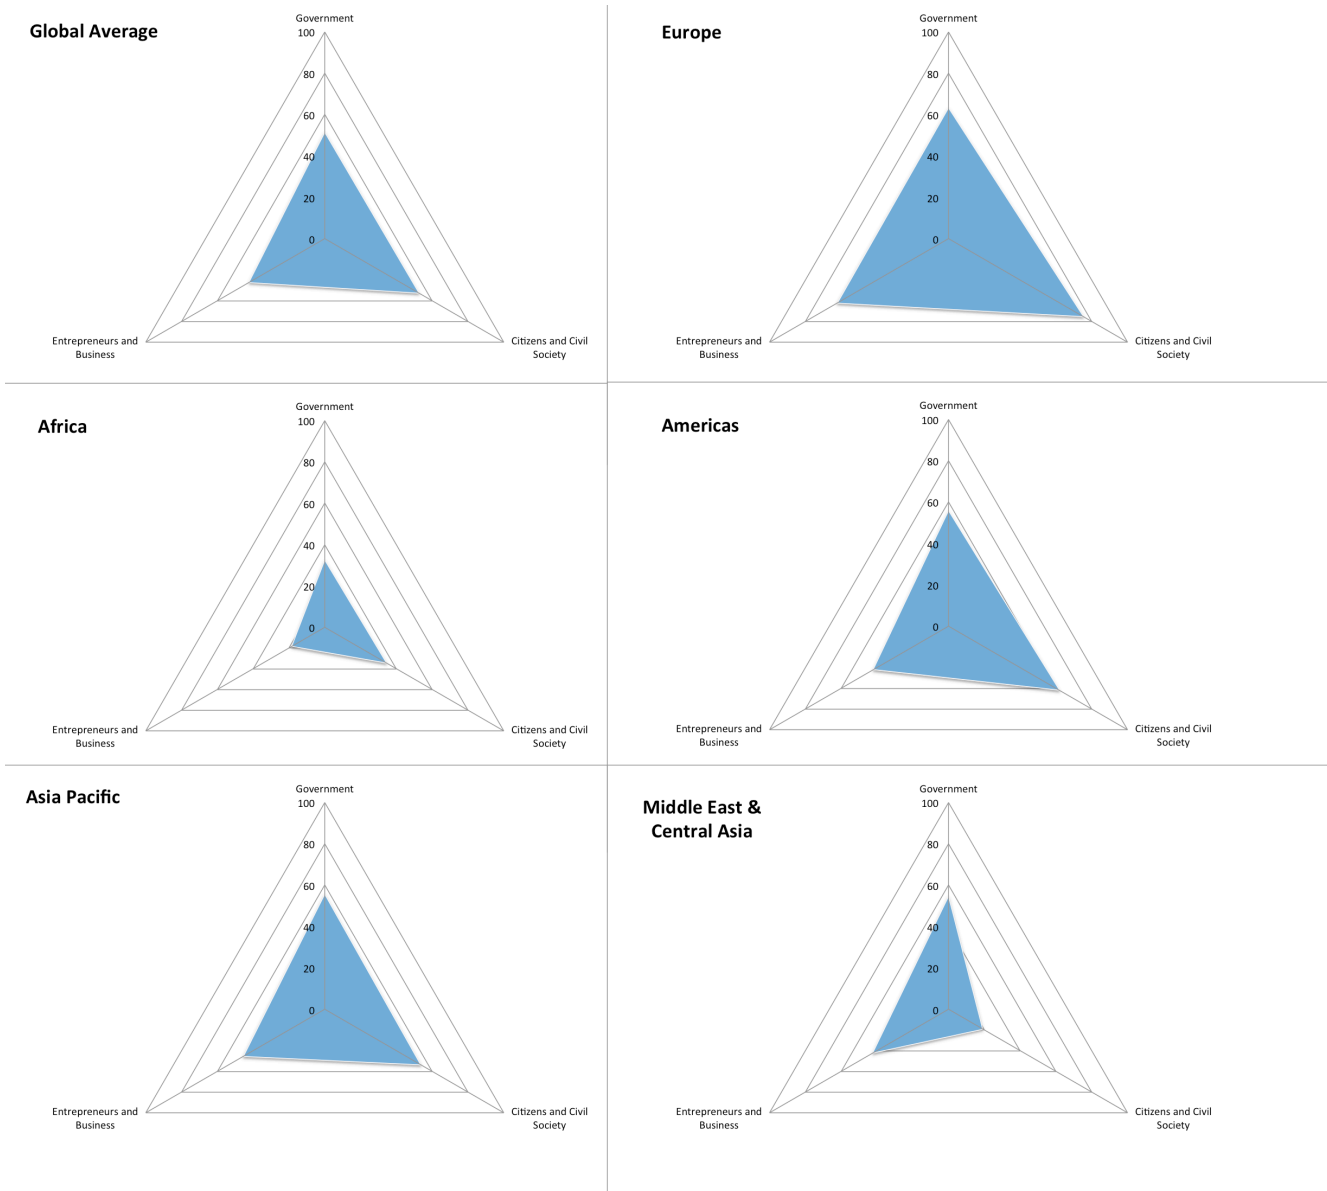 Global Average
Government
100
80
60
40
20
0
Entrepreneurs and
Business
Citizens and Civil
Society
Europe
Government
100
80
60
40
20
0
Entrepreneurs and
Business
Citizens and Civil
Society
Africa
Government
100
80
60
40
20
0
Entrepreneurs and
Business
Citizens and Civil
Society
Americas
Government
100
80
60
40
20
0
Entrepreneurs and
Business
Citizens and Civil
Society
Asia Pacific
Government
100
80
60
40
20
0
Entrepreneurs and
Business
Citizens and Civil
Society
Middle East &
Central Asia
Government
100
80
60
40
20
0
Entrepreneurs and
Business
Citizens and Civil
Society